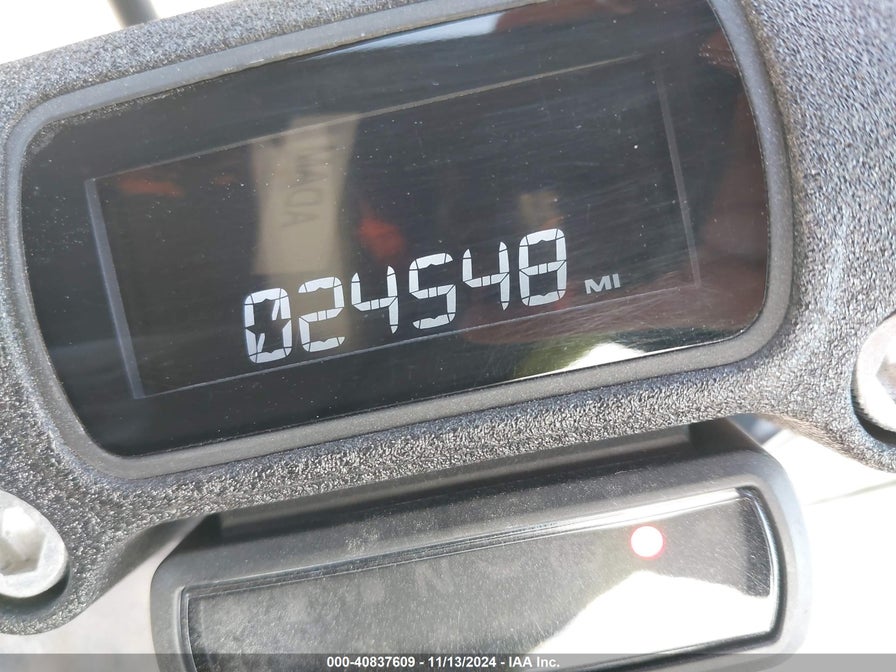 024548 MI
N
000-40837609 - 11/13/2024 - IAA Inc.